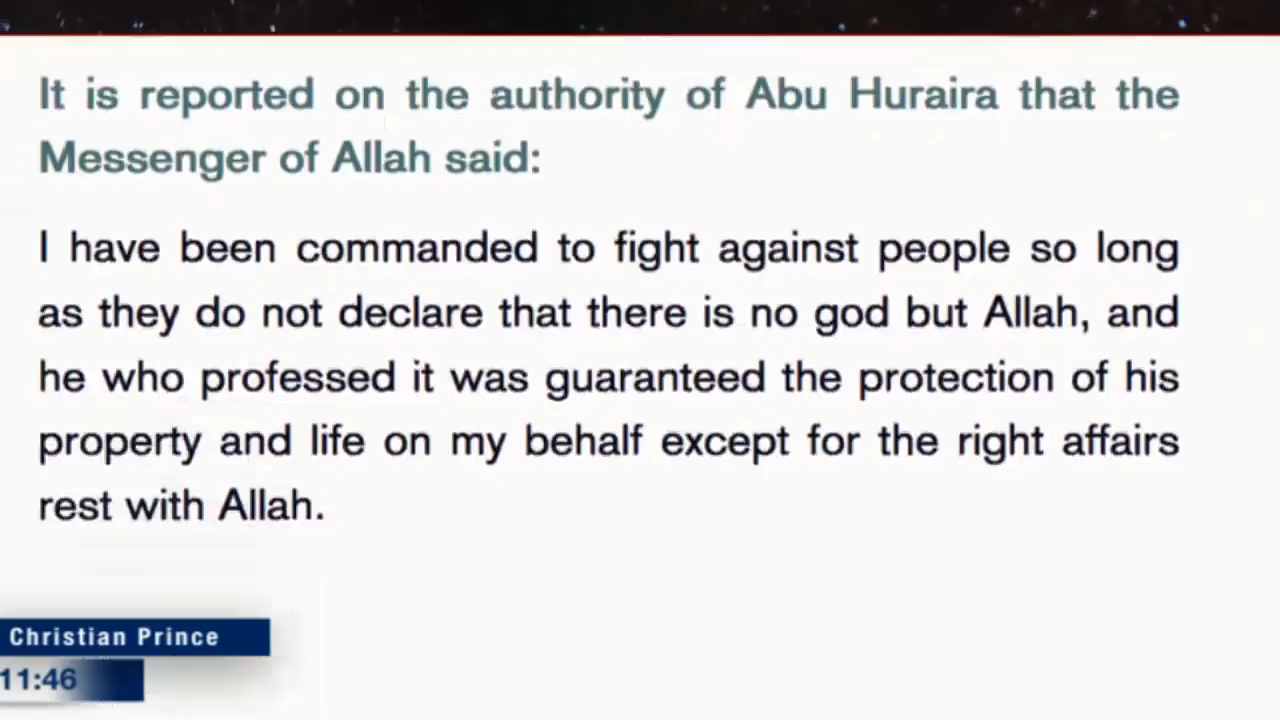 It is reported on the authority of Abu Huraira that the
Messenger of Allah said:
I have been commanded to fight against people so long
as they do not declare that there is no god but Allah, and
he who professed it was guaranteed the protection of his
property and life on my behalf except for the right affairs
rest with Allah.
Christian Prince
11:46